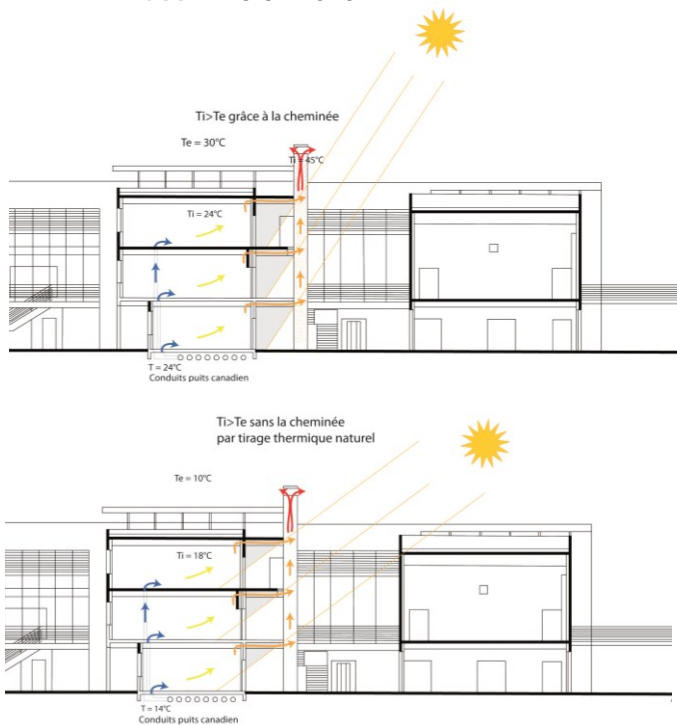 Ti>Te grâce à la cheminée
Te = 30°C
Ti = 45°C
Ti = 24°C
T = 24°C
Conduits puits canadien
Ti>Te sans la cheminée
par tirage thermique naturel
Te = 10°C
Ti = 18°C
T = 14°C
Conduits puits canadien